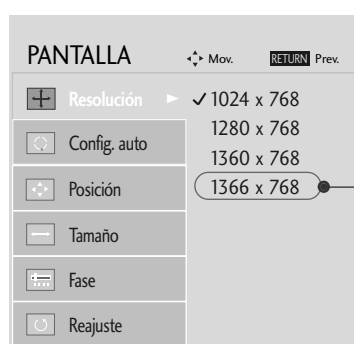 PANTALLA
Mov. RETURN Prev.
Resolución
1024 x 768
1280 x 768
1360 x 768
1366 x 768
Config. auto
Posición
Tamaño
Fase
Reajuste